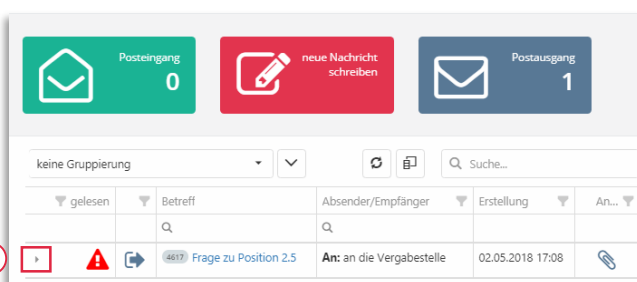 Posteingang
0
neue Nachricht
schreiben
Postausgang
1
keine Gruppierung
Suche...
gelesen Betreff Absender/Empfänger Erstellung An...
4617 Frage zu Position 2.5 An: an die Vergabestelle 02.05.2018 17:08